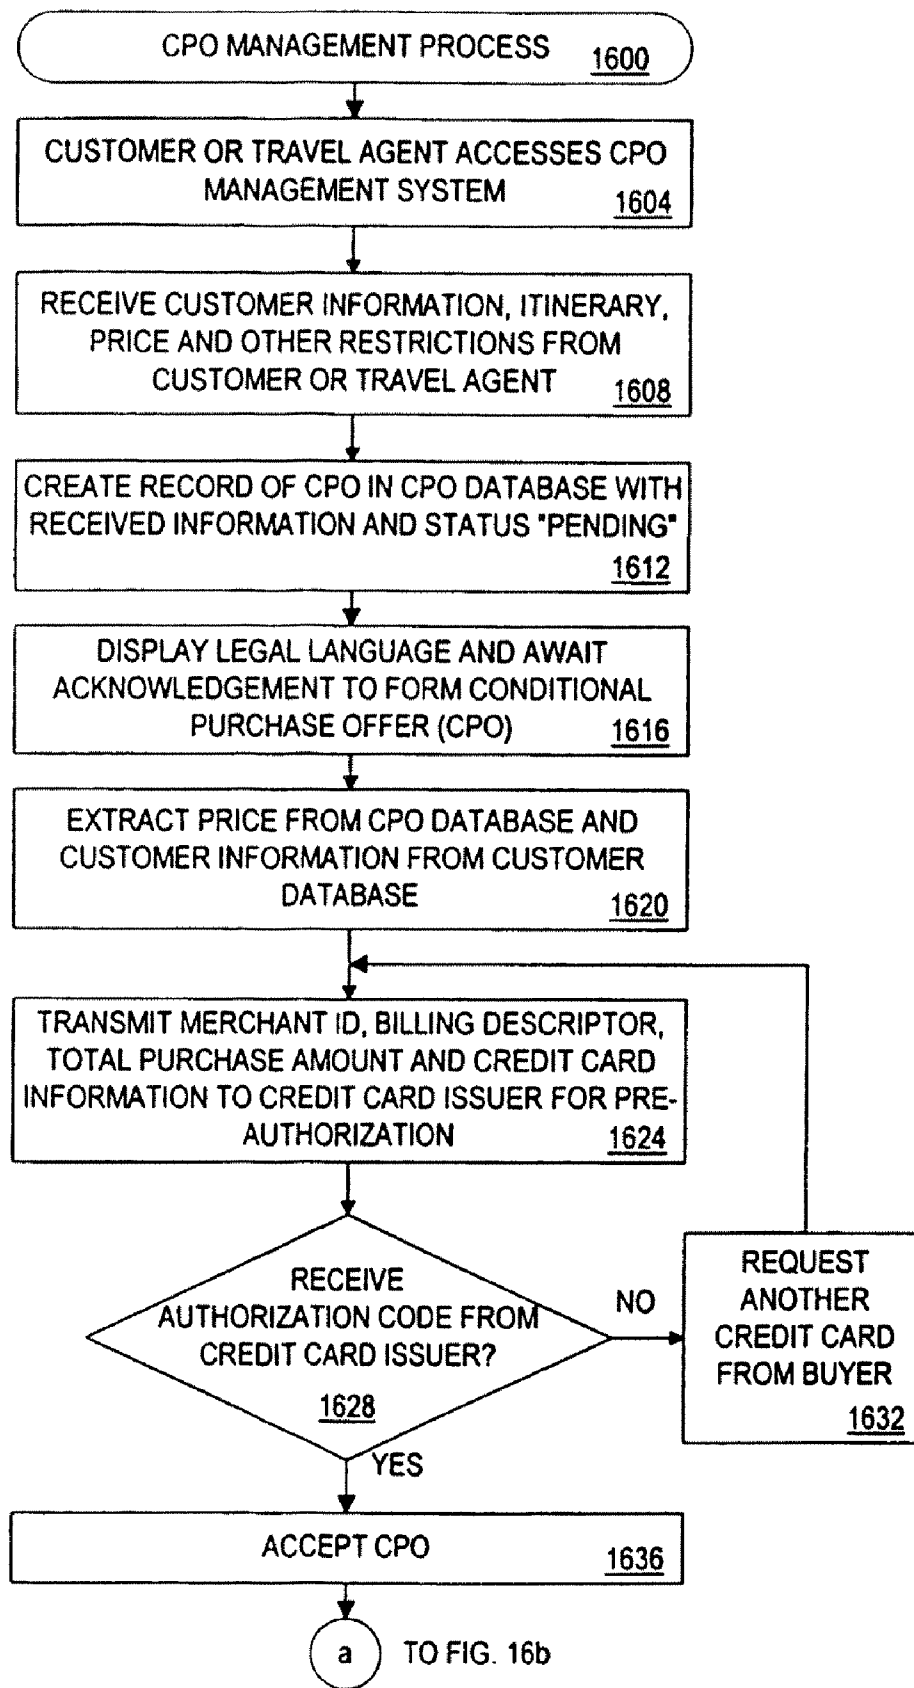 CPO MANAGEMENT PROCESS 1600
CUSTOMER OR TRAVEL AGENT ACCESSES CPO
MANAGEMENT SYSTEM
1604
RECEIVE CUSTOMER INFORMATION, ITINERARY,
PRICE AND OTHER RESTRICTIONS FROM
CUSTOMER OR TRAVEL AGENT
1608
CREATE RECORD OF CPO IN CPO DATABASE WITH
RECEIVED INFORMATION AND STATUS "PENDING"
1612
DISPLAY LEGAL LANGUAGE AND AWAIT
ACKNOWLEDGEMENT TO FORM CONDITIONAL
PURCHASE OFFER (CPO) 1616
EXTRACT PRICE FROM CPO DATABASE AND
CUSTOMER INFORMATION FROM CUSTOMER
DATABASE
1620
TRANSMIT MERCHANT ID, BILLING DESCRIPTOR,
TOTAL PURCHASE AMOUNT AND CREDIT CARD
INFORMATION TO CREDIT CARD ISSUER FOR PRE-
AUTHORIZATION 1624
RECEIVE
AUTHORIZATION CODE FROM
CREDIT CARD ISSUER?
1628
NO
REQUEST
ANOTHER
CREDIT CARD
FROM BUYER
1632
YES
ACCEPT CPO 1636
a TO FIG. 16b